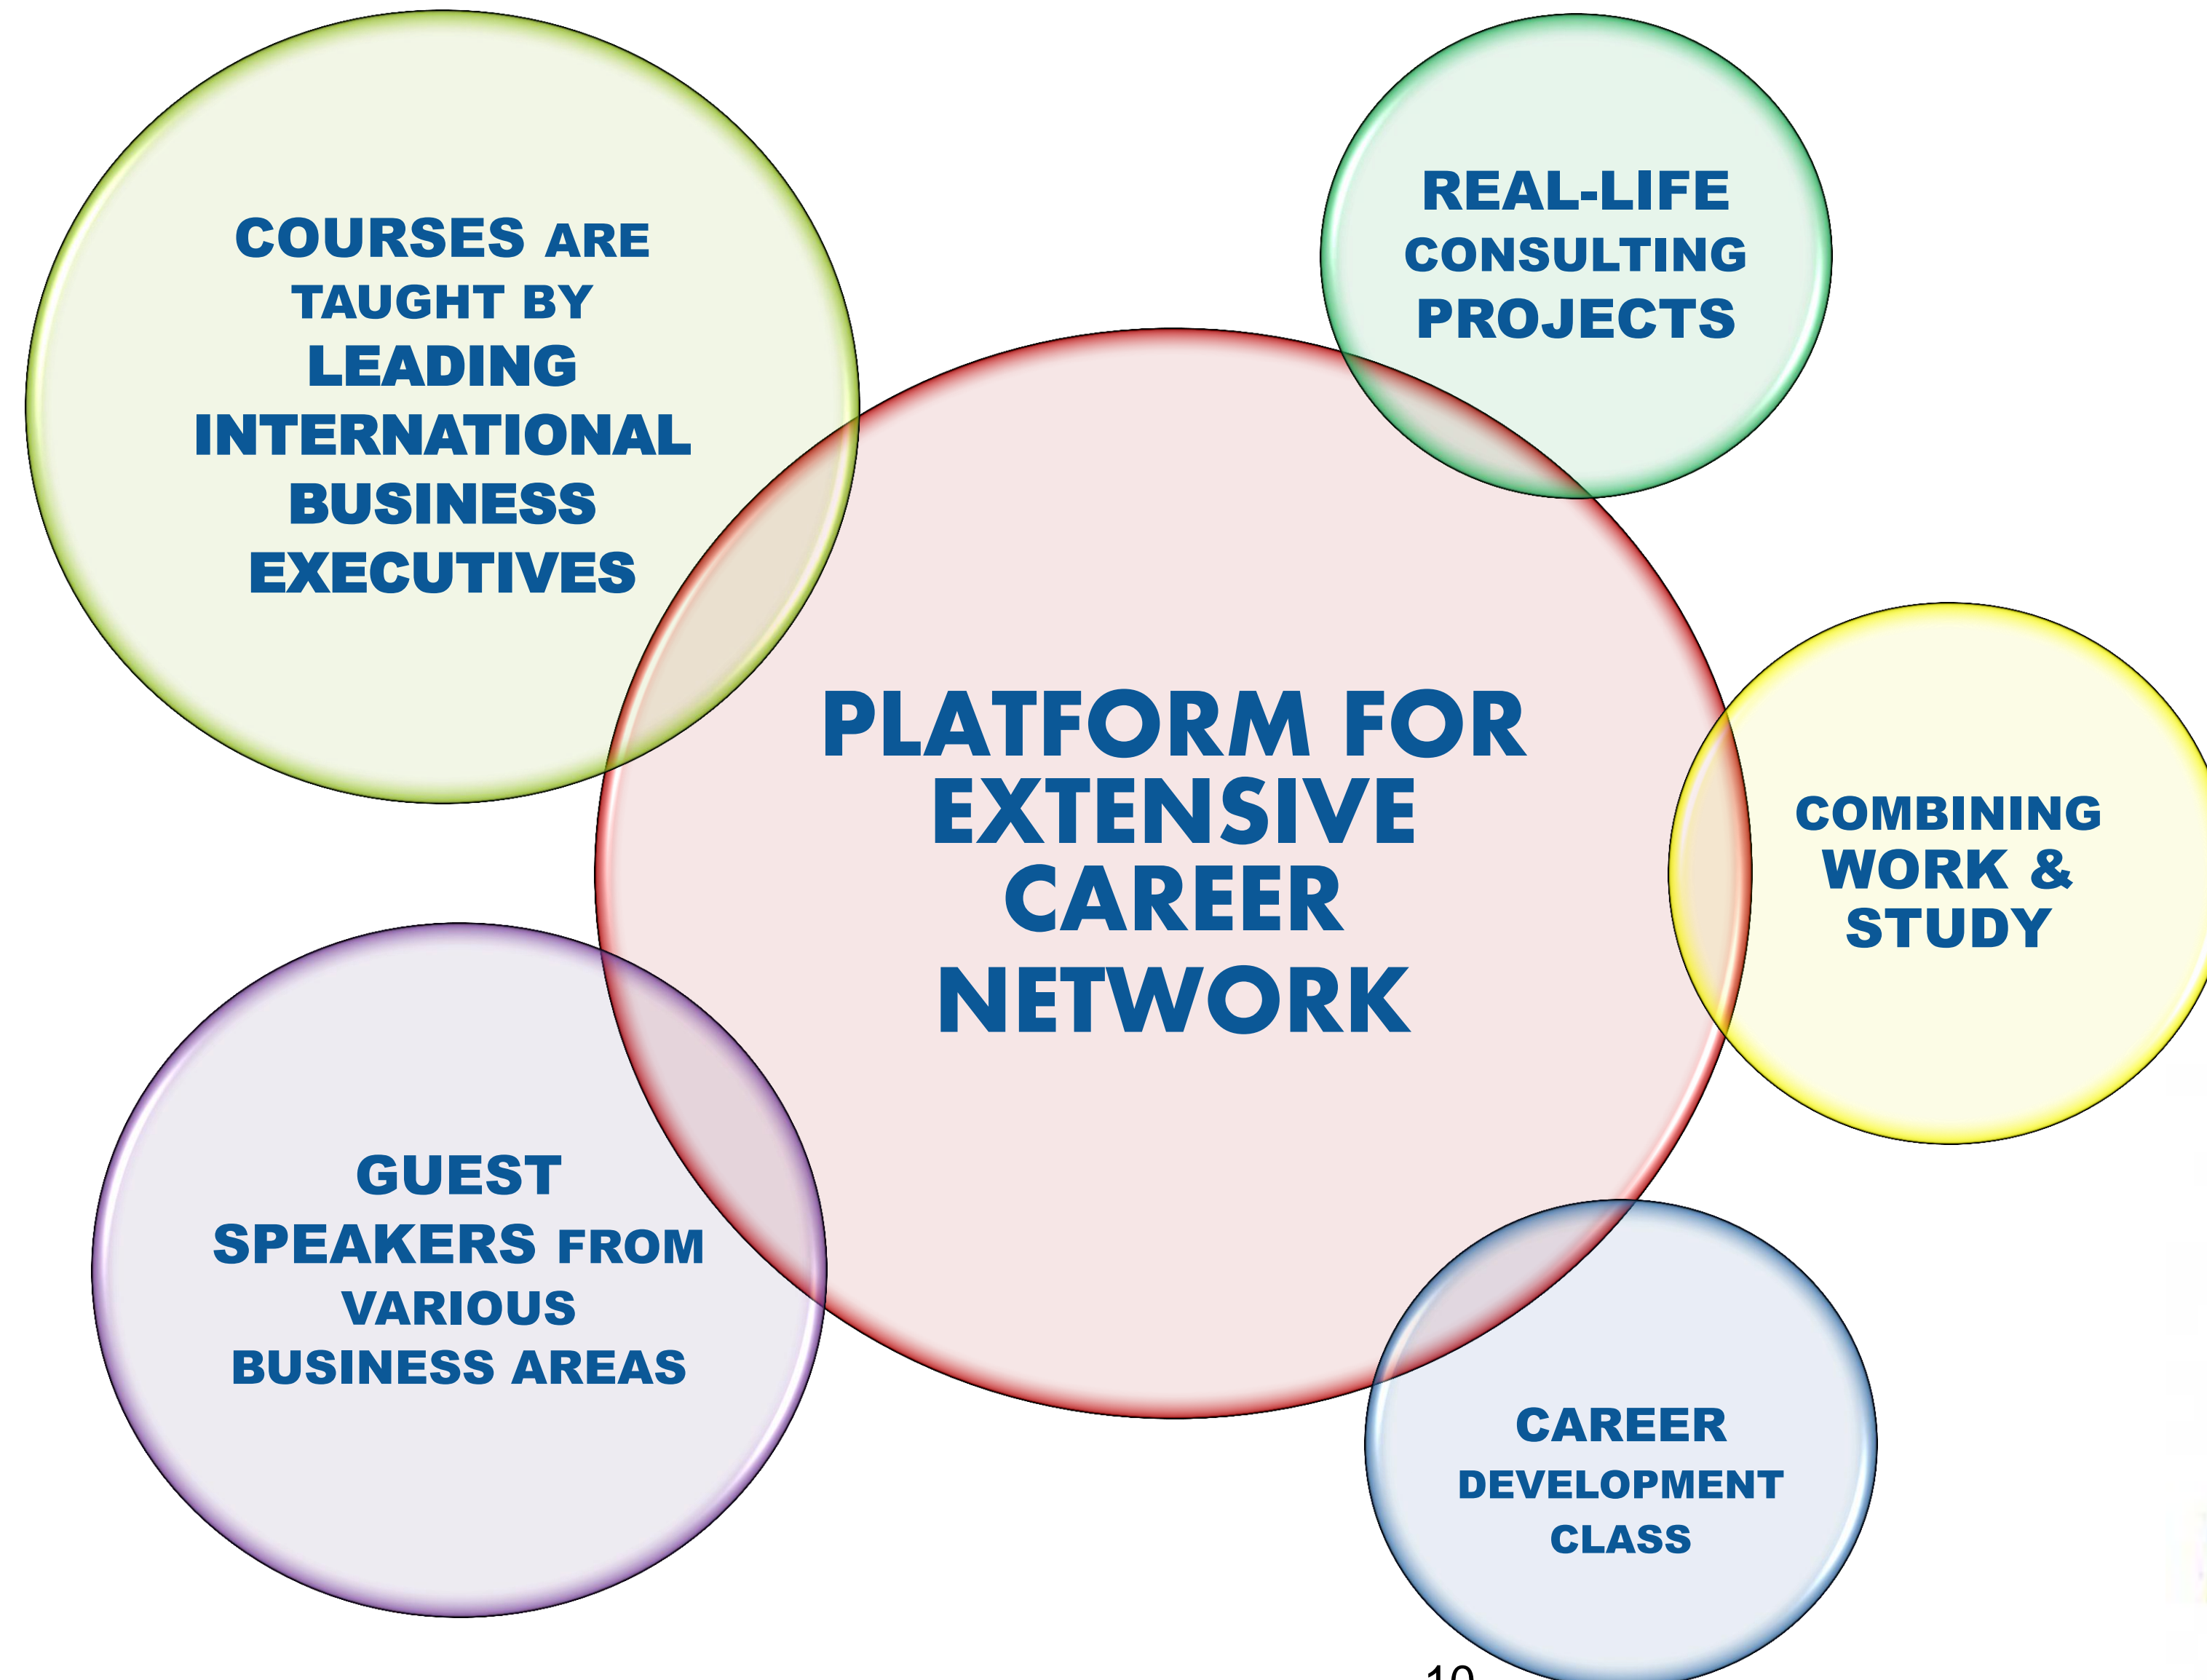 COURSES ARE
TAUGHT BY
LEADING
INTERNATIONAL
BUSINESS
EXECUTIVES
REAL-LIFE
CONSULTING
PROJECTS
PLATFORM FOR
EXTENSIVE
CAREER
NETWORK
COMBINING
WORK &
STUDY
GUEST
SPEAKERS FROM
VARIOUS
BUSINESS AREAS
CAREER
DEVELOPMENT
CLASS
10